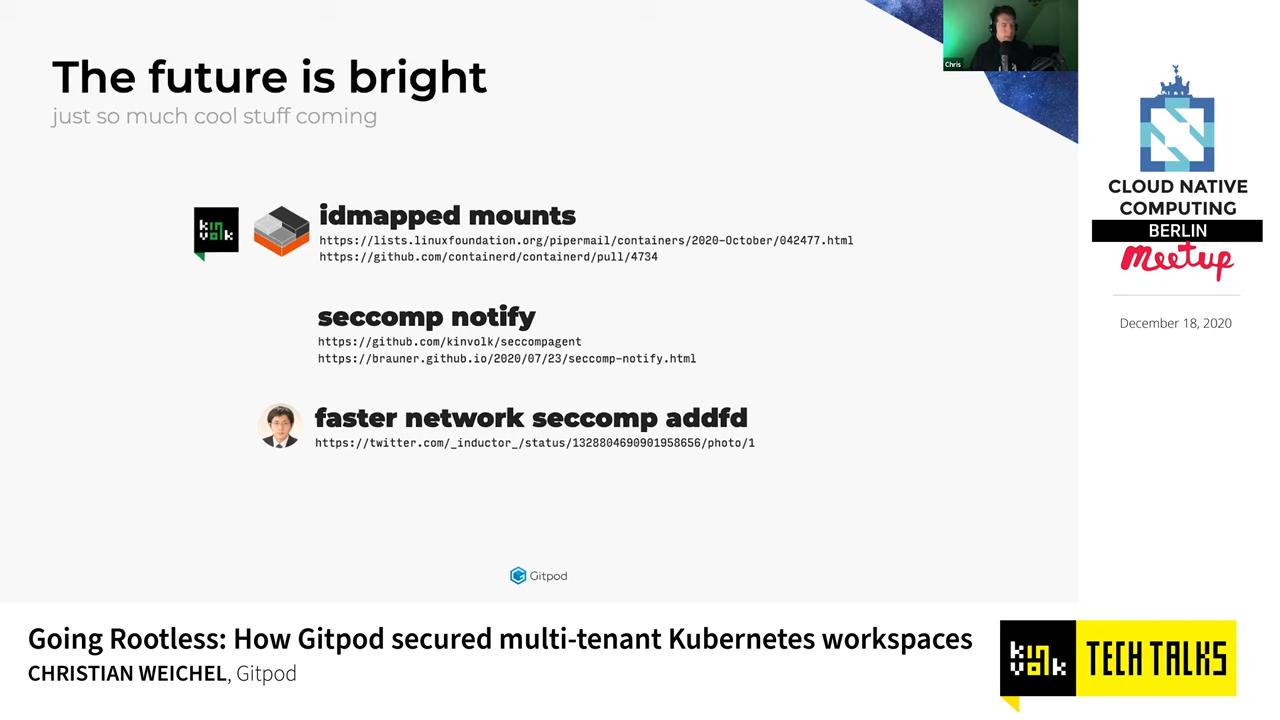 The future is bright
just so much cool stuff coming
Chris
kinvolk
idmapped mounts
https://lists.linuxfoundation.org/pipermail/containers/2020-October/042477.html
https://github.com/containerd/containerd/pull/4734
seccomp notify
https://github.com/kinvolk/seccompagent
https://brauner.github.io/2020/07/23/seccomp-notify.html
faster network seccomp addfd
https://twitter.com/_inductor_/status/1328804690901958656/photo/1
Gitpod
CLOUD NATIVE
COMPUTING
BERLIN
Meetup
December 18, 2020
Going Rootless: How Gitpod secured multi-tenant Kubernetes workspaces
CHRISTIAN WEICHEL, Gitpod
kinvolk TECH TALKS